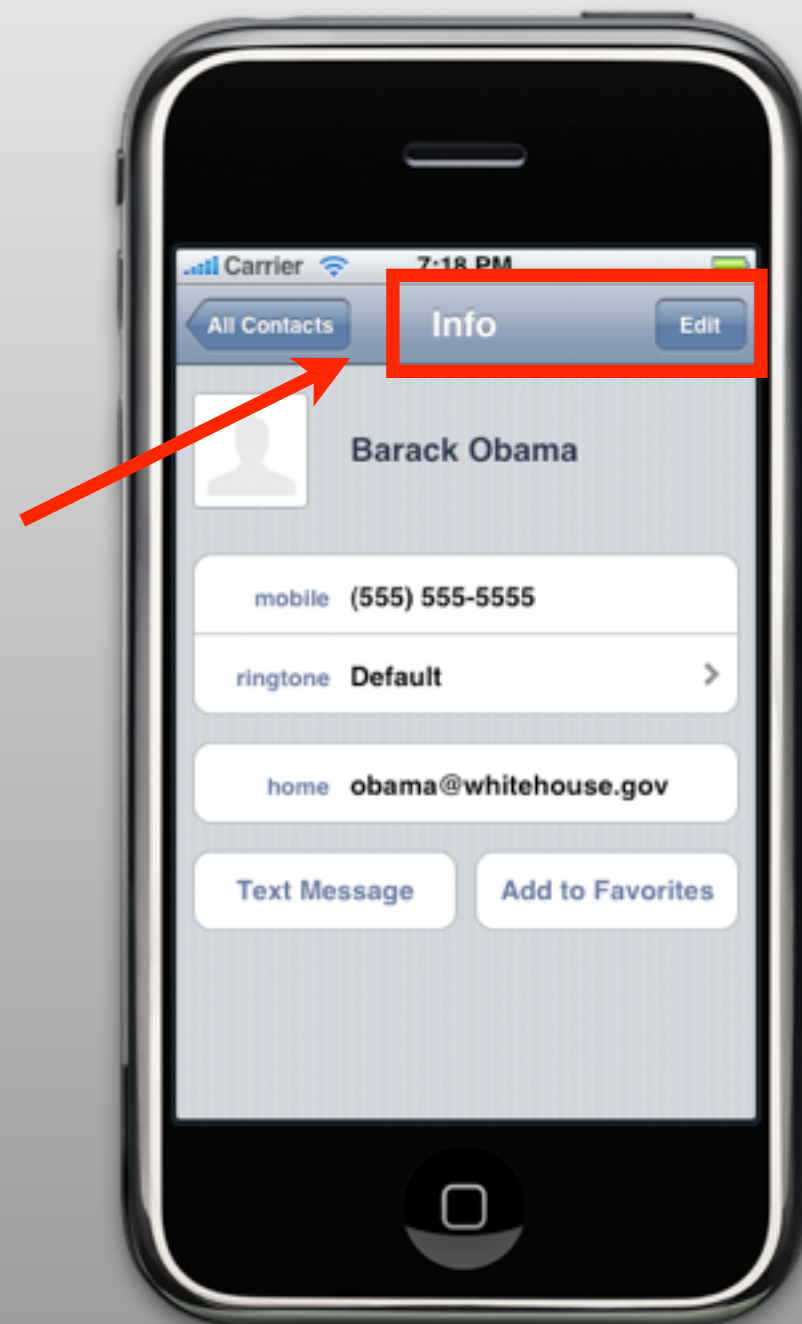 Carrier 7:18 PM
All Contacts Info Edit
Barack Obama
mobile (555) 555-5555
ringtone Default
home obama@whitehouse.gov
Text Message Add to Favorites